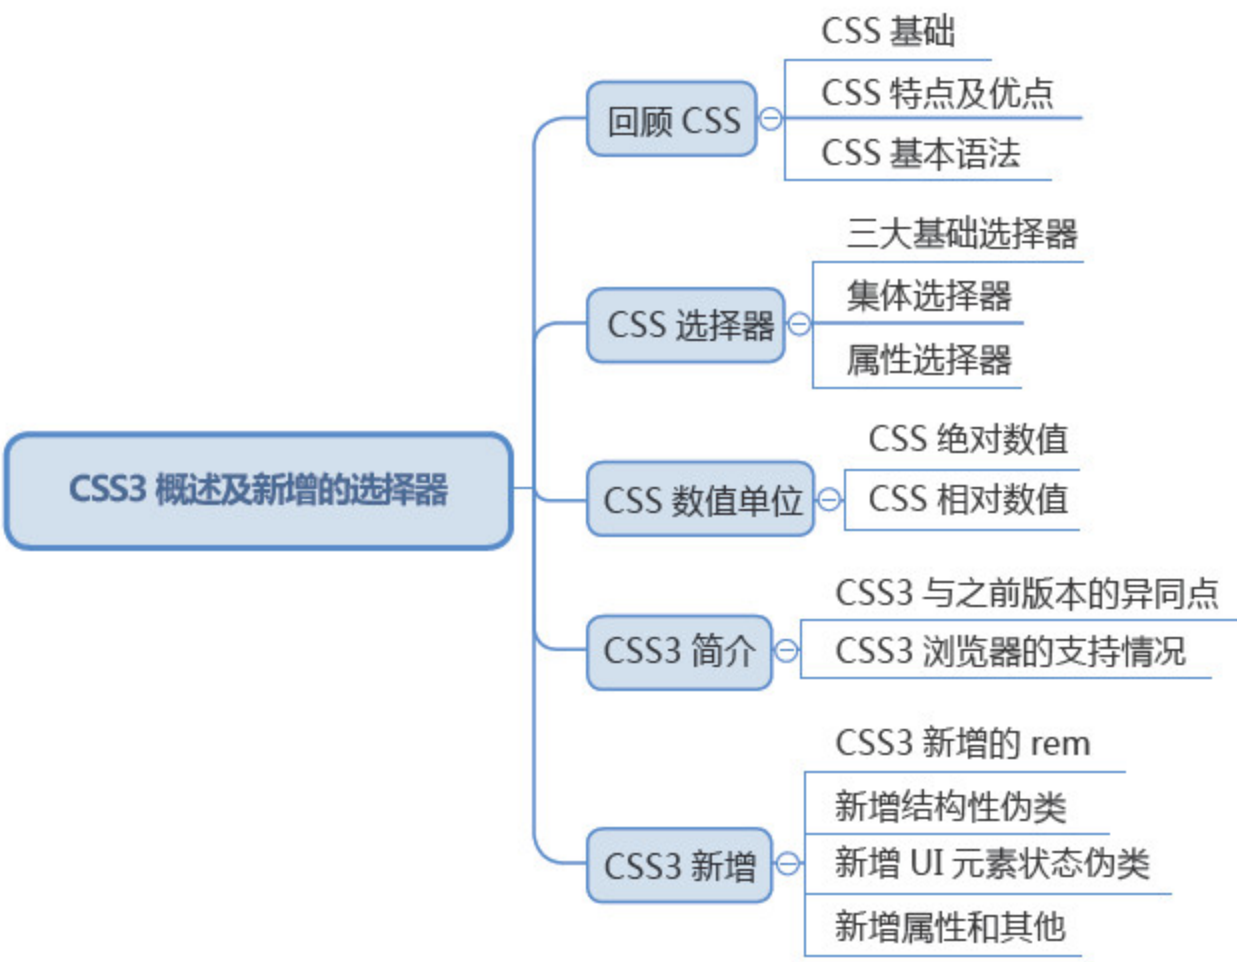 CSS3 概述及新增的选择器
回顾 CSS
CSS 基础
CSS 特点及优点
CSS 基本语法
CSS 选择器
三大基础选择器
集体选择器
属性选择器
CSS 数值单位
CSS 绝对数值
CSS 相对数值
CSS3 简介
CSS3 与之前版本的异同点
CSS3 浏览器的支持情况
CSS3 新增
CSS3 新增的 rem
新增结构性伪类
新增 UI 元素状态伪类
新增属性和其他